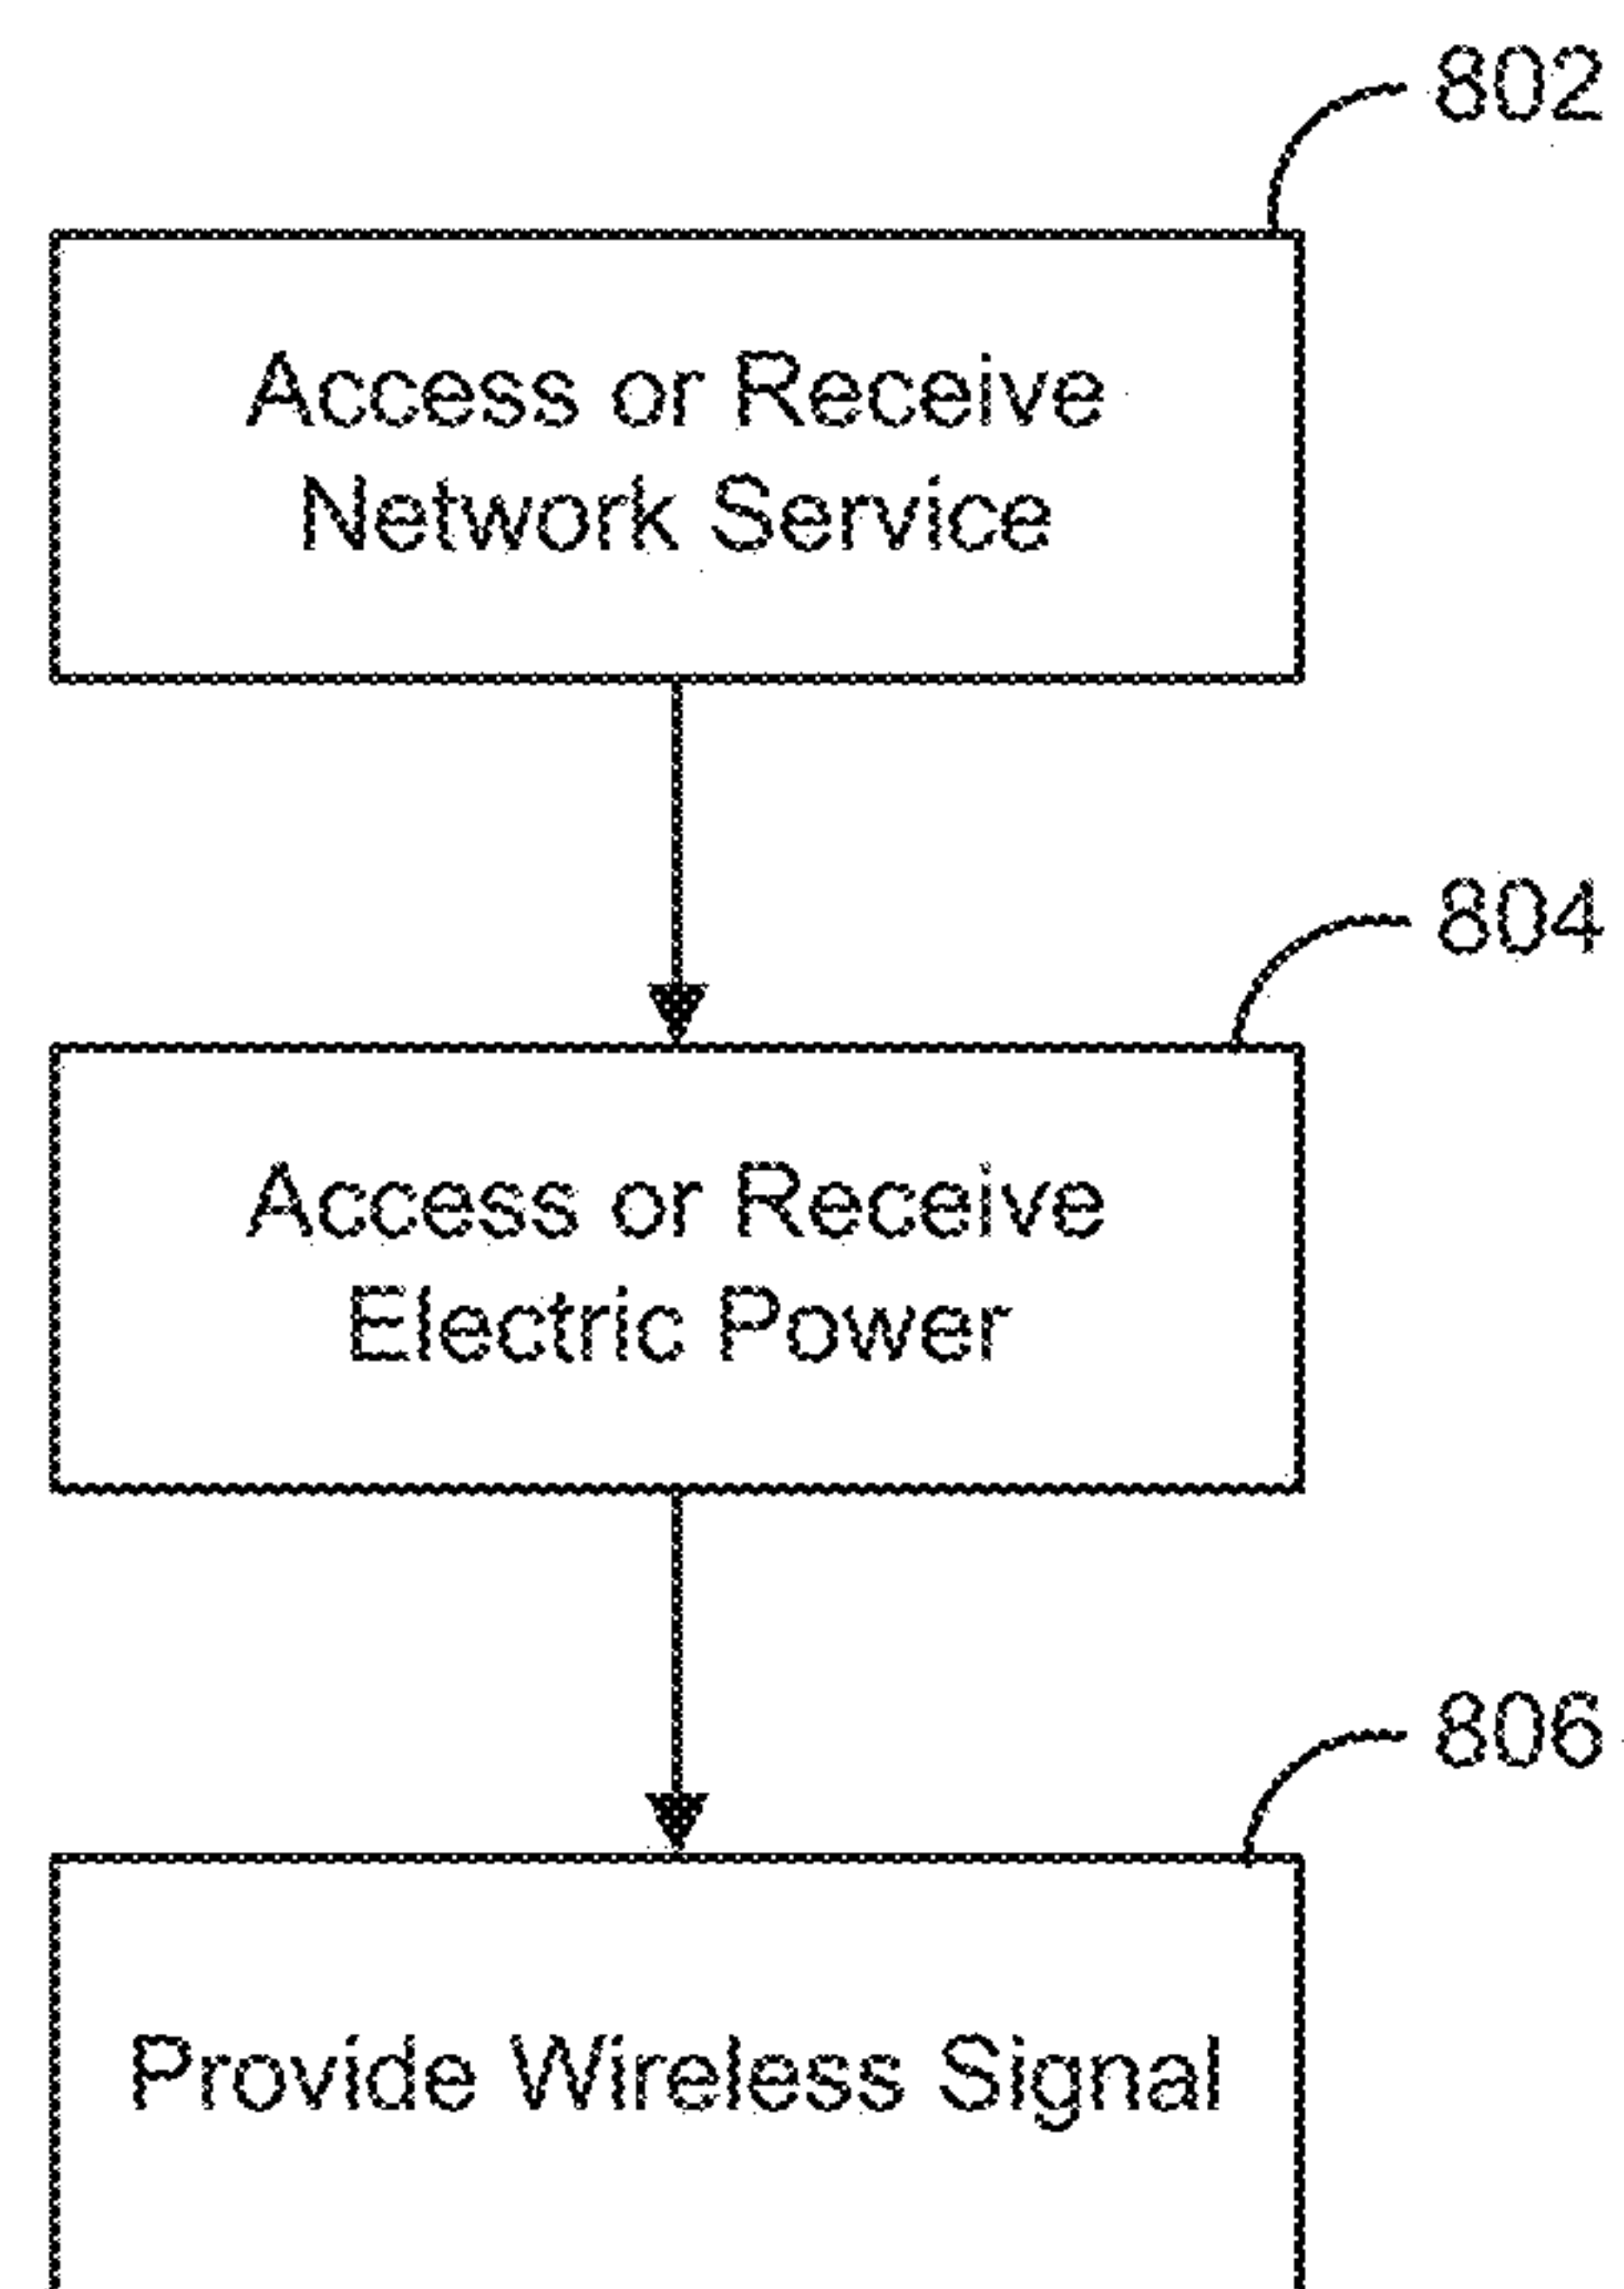 802
Access or Receive
Network Service
804
Access or Receive
Electric Power
806
Provide Wireless Signal